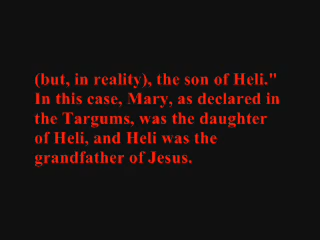 (but, in reality), the son of Heli."
In this case, Mary, as declared in
the Targums, was the daughter
of Heli, and Heli was the
grandfather of Jesus.